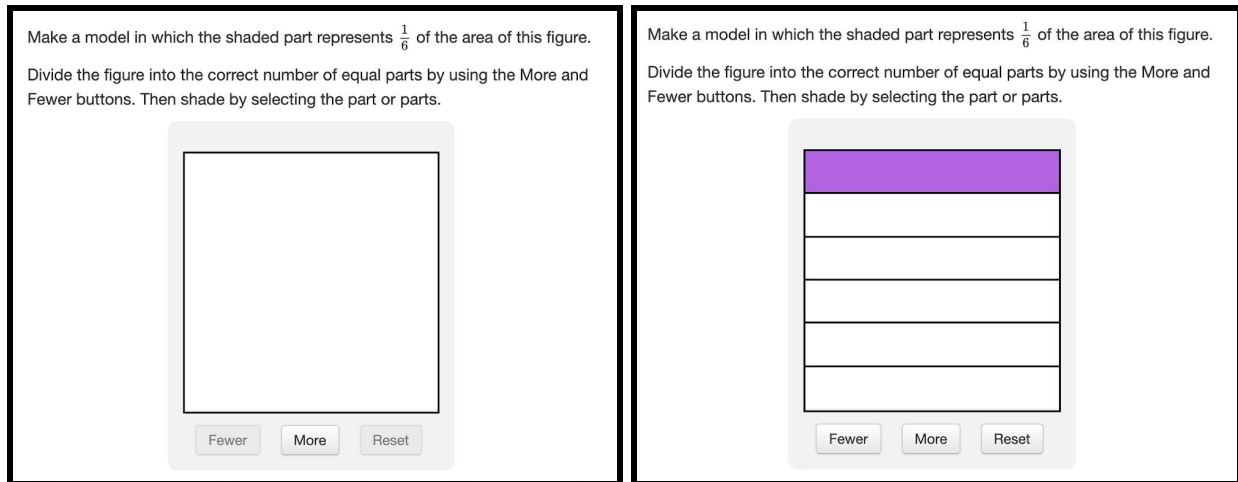 Make a model in which the shaded part represents 1/6 of the area of this figure.
Divide the figure into the correct number of equal parts by using the More and
Fewer buttons. Then shade by selecting the part or parts.
Fewer More Reset
Make a model in which the shaded part represents 1/6 of the area of this figure.
Divide the figure into the correct number of equal parts by using the More and
Fewer buttons. Then shade by selecting the part or parts.
Fewer More Reset